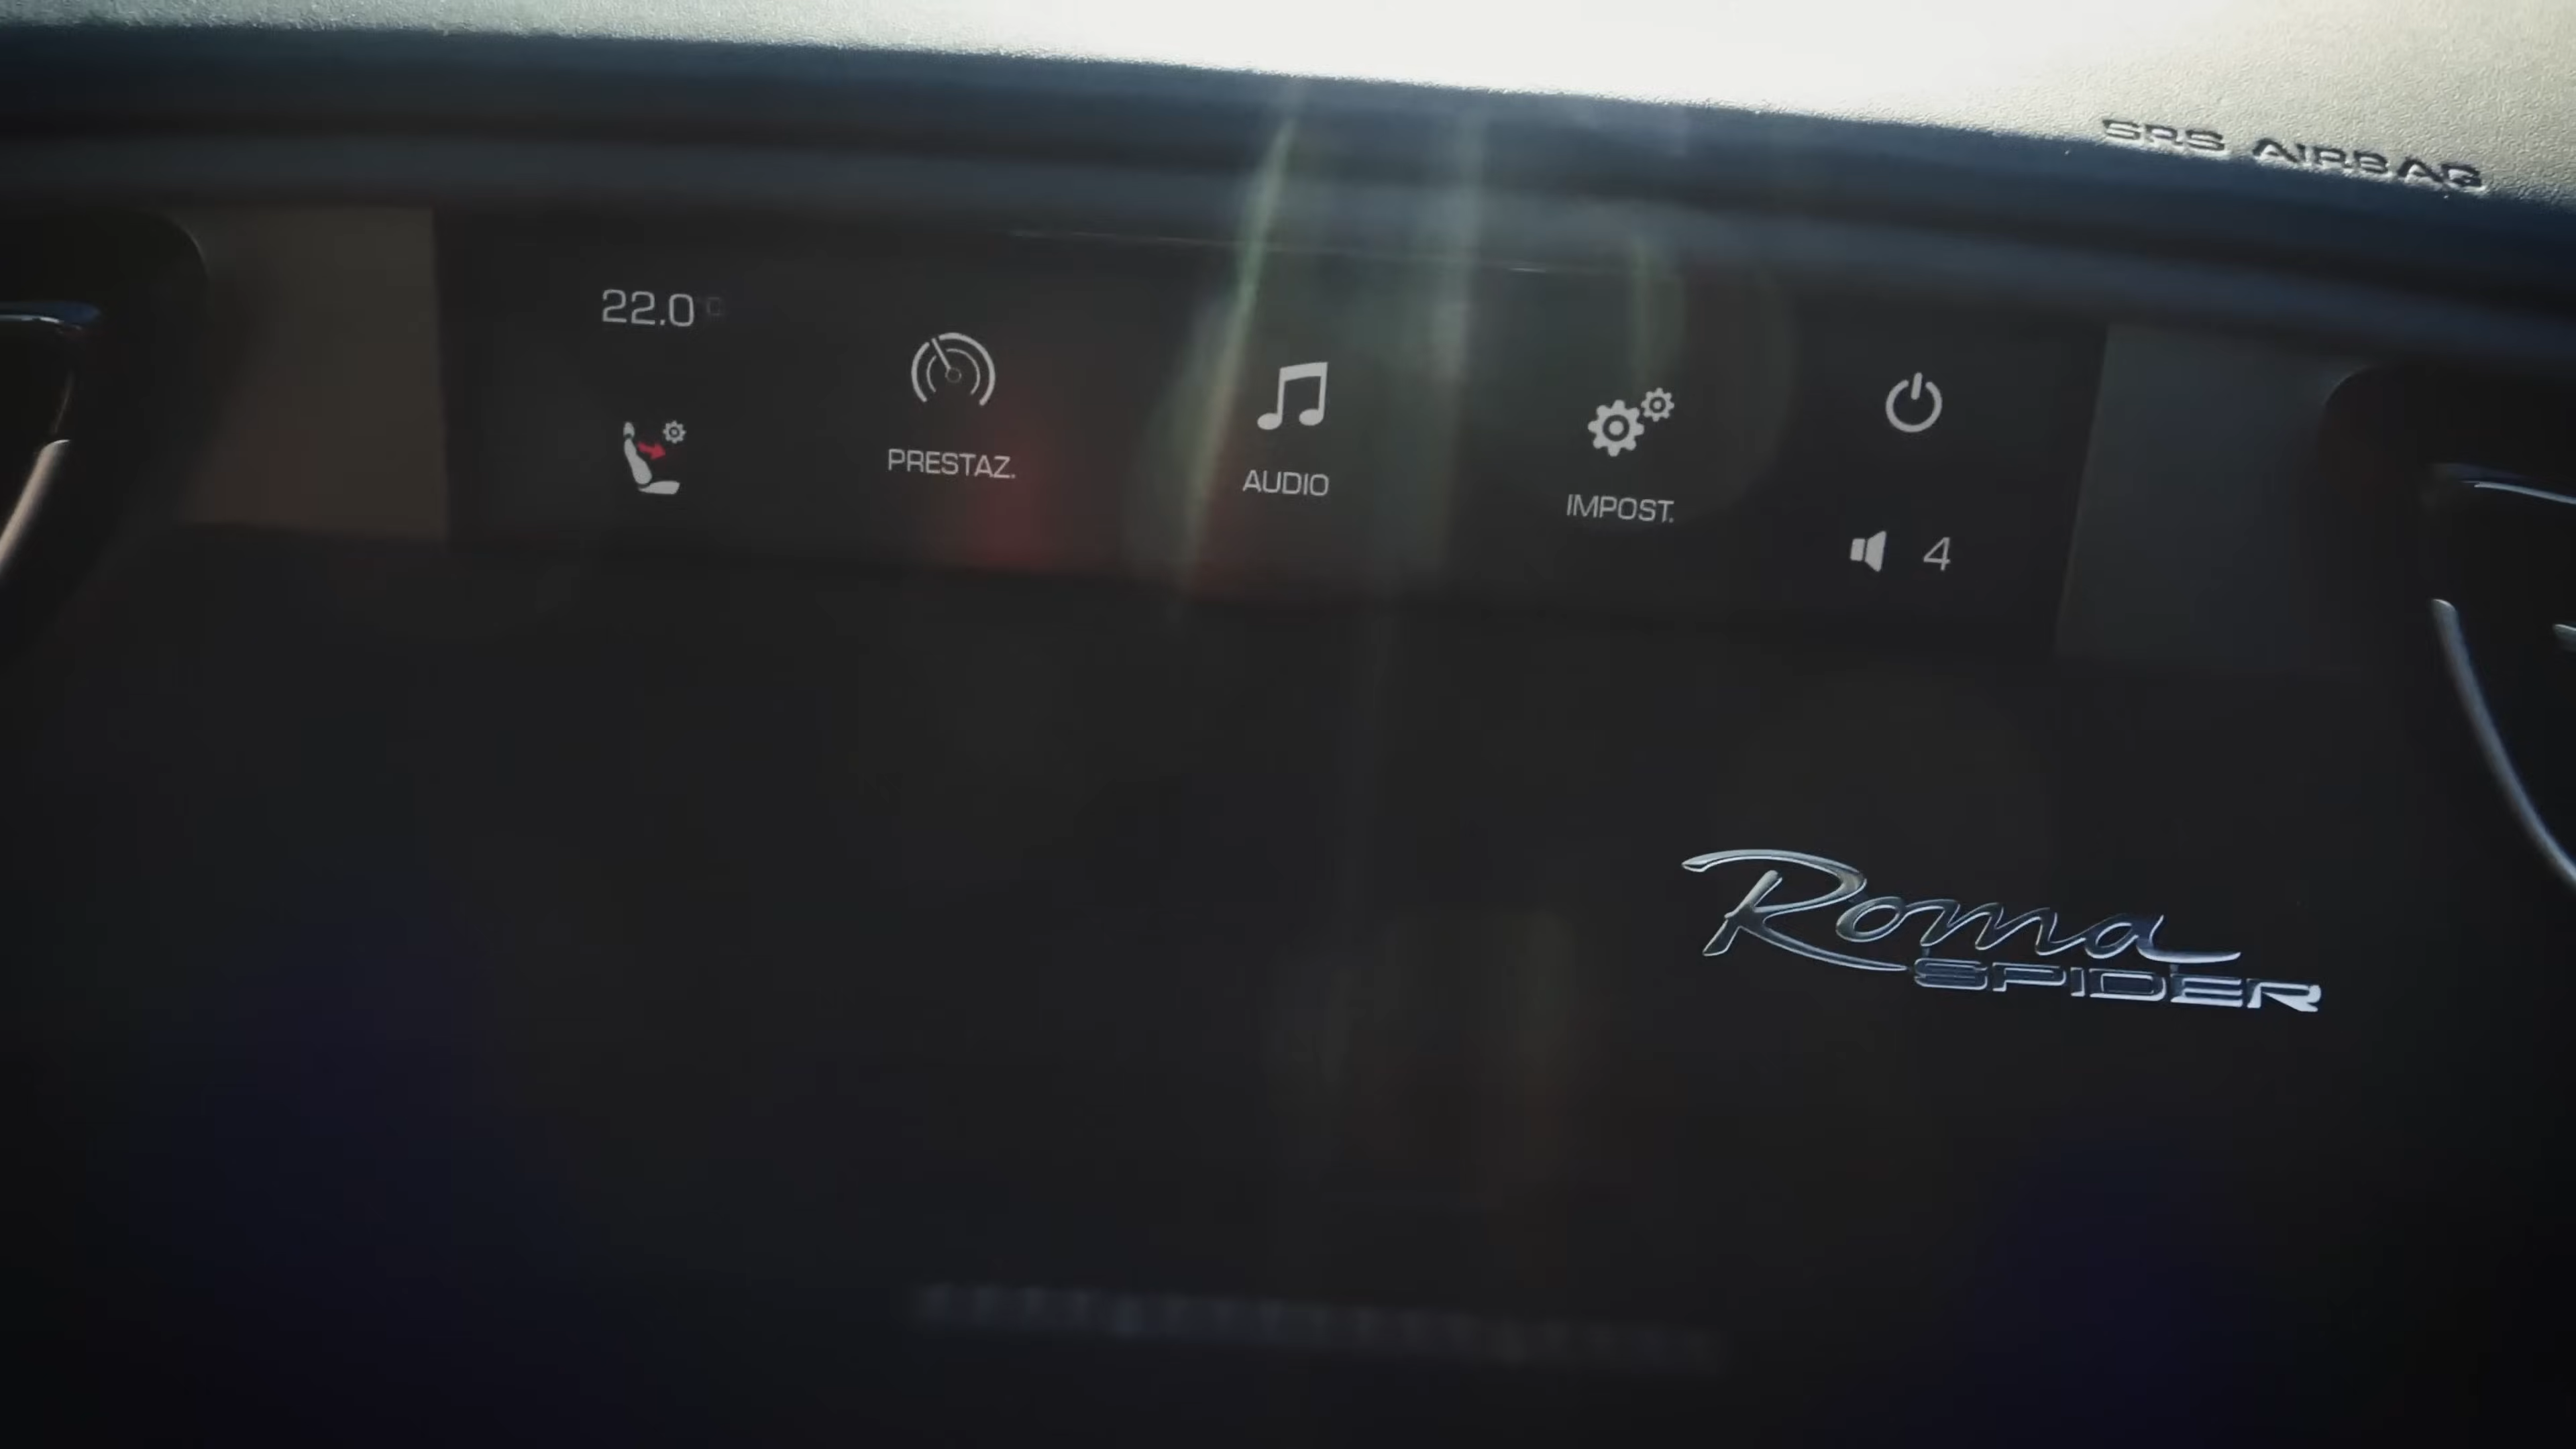 SRS AIRBAG
22.0
PRESTAZ.
AUDIO
IMPOST.
4
Roma
SPIDER